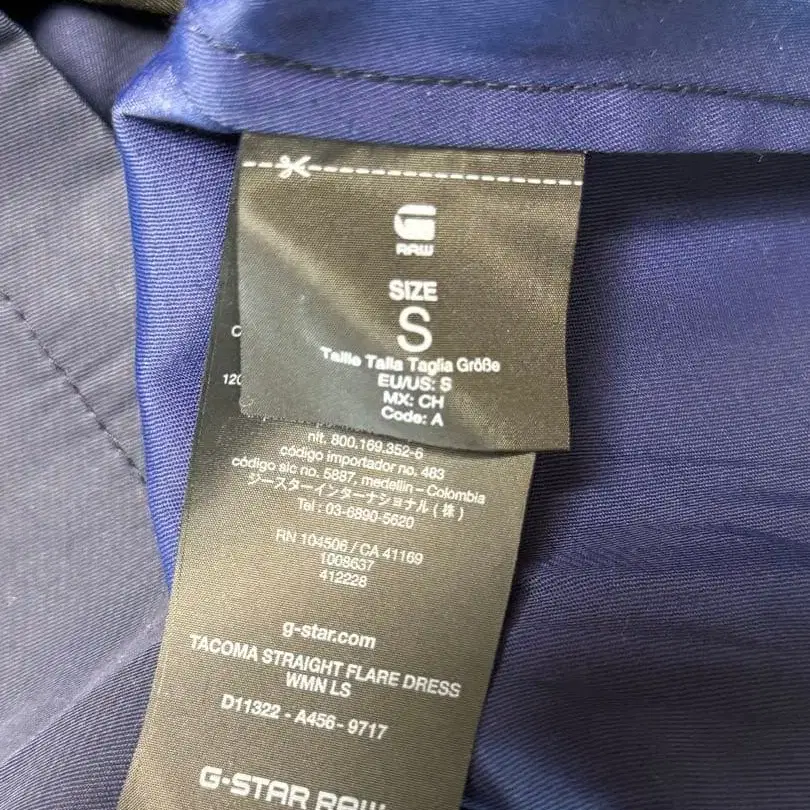 RAW
SIZE
S
Taille Talla Taglia Größe
EU/US: S
MX: CH
Code: A
nit. 800.169.352-6
código importador no. 483
código sic no. 5887, medellin – Colombia
ジースターインターナショナル ( 株 )
Tel : 03-6890-5620
RN 104506 / CA 41169
1008637
412228
g-star.com
TACOMA STRAIGHT FLARE DRESS
WMN LS
D11322 - A456 - 9717
G-STAR RAW